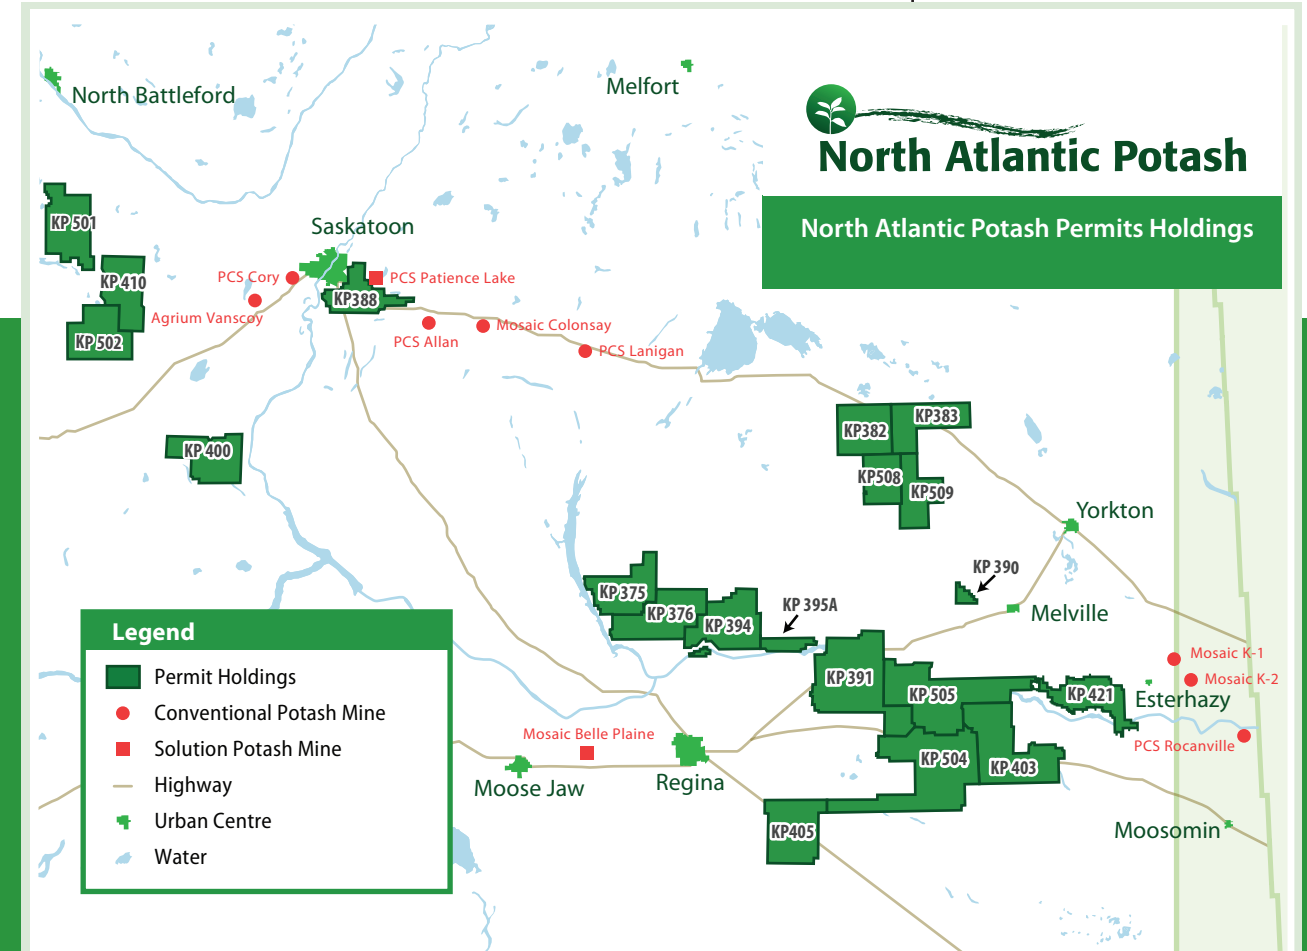 North Battleford
Melfort
North Atlantic Potash
North Atlantic Potash Permits Holdings
KP 501
Saskatoon
KP 410
PCS Cory
PCS Patience Lake
KP388
Agrium Vanscoy
Mosaic Colonsay
KP 502
PCS Allan
PCS Lanigan
KP382
KP383
KP 400
KP508
KP509
Yorkton
KP 390
KP375
KP 376
KP 394
KP 395A
Melville
Mosaic K-1
KP391
KP 505
KP 421
Mosaic K-2
Esterhazy
Mosaic Belle Plaine
PCS Rocanville
KP 504
KP 403
Moose Jaw
Regina
KP405
Moosomin
Legend
Permit Holdings
Conventional Potash Mine
Solution Potash Mine
Highway
Urban Centre
Water